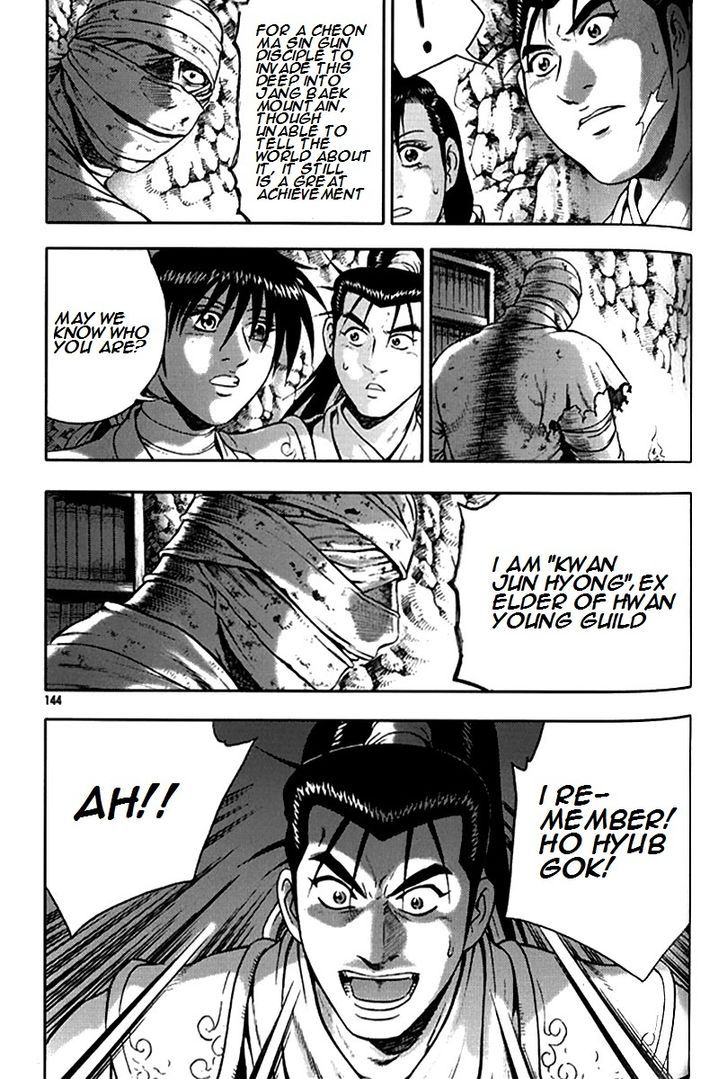 FOR A CHEON
MA SIN GUN
DISCIPLE TO
INVADE THIS
DEEP INTO
JANG BAEK
MOUNTAIN,
THOUGH
UNABLE TO
TELL THE
WORLD ABOUT
IT, IT STILL
IS A GREAT
ACHIEVEMENT
!
MAY WE
KNOW WHO
YOU ARE?
I AM "KWAN
JUN HYONG", EX
ELDER OF HWAN
YOUNG GUILD
144
AH!!
I RE-
MEMBER!
HO HYUB
GOK!